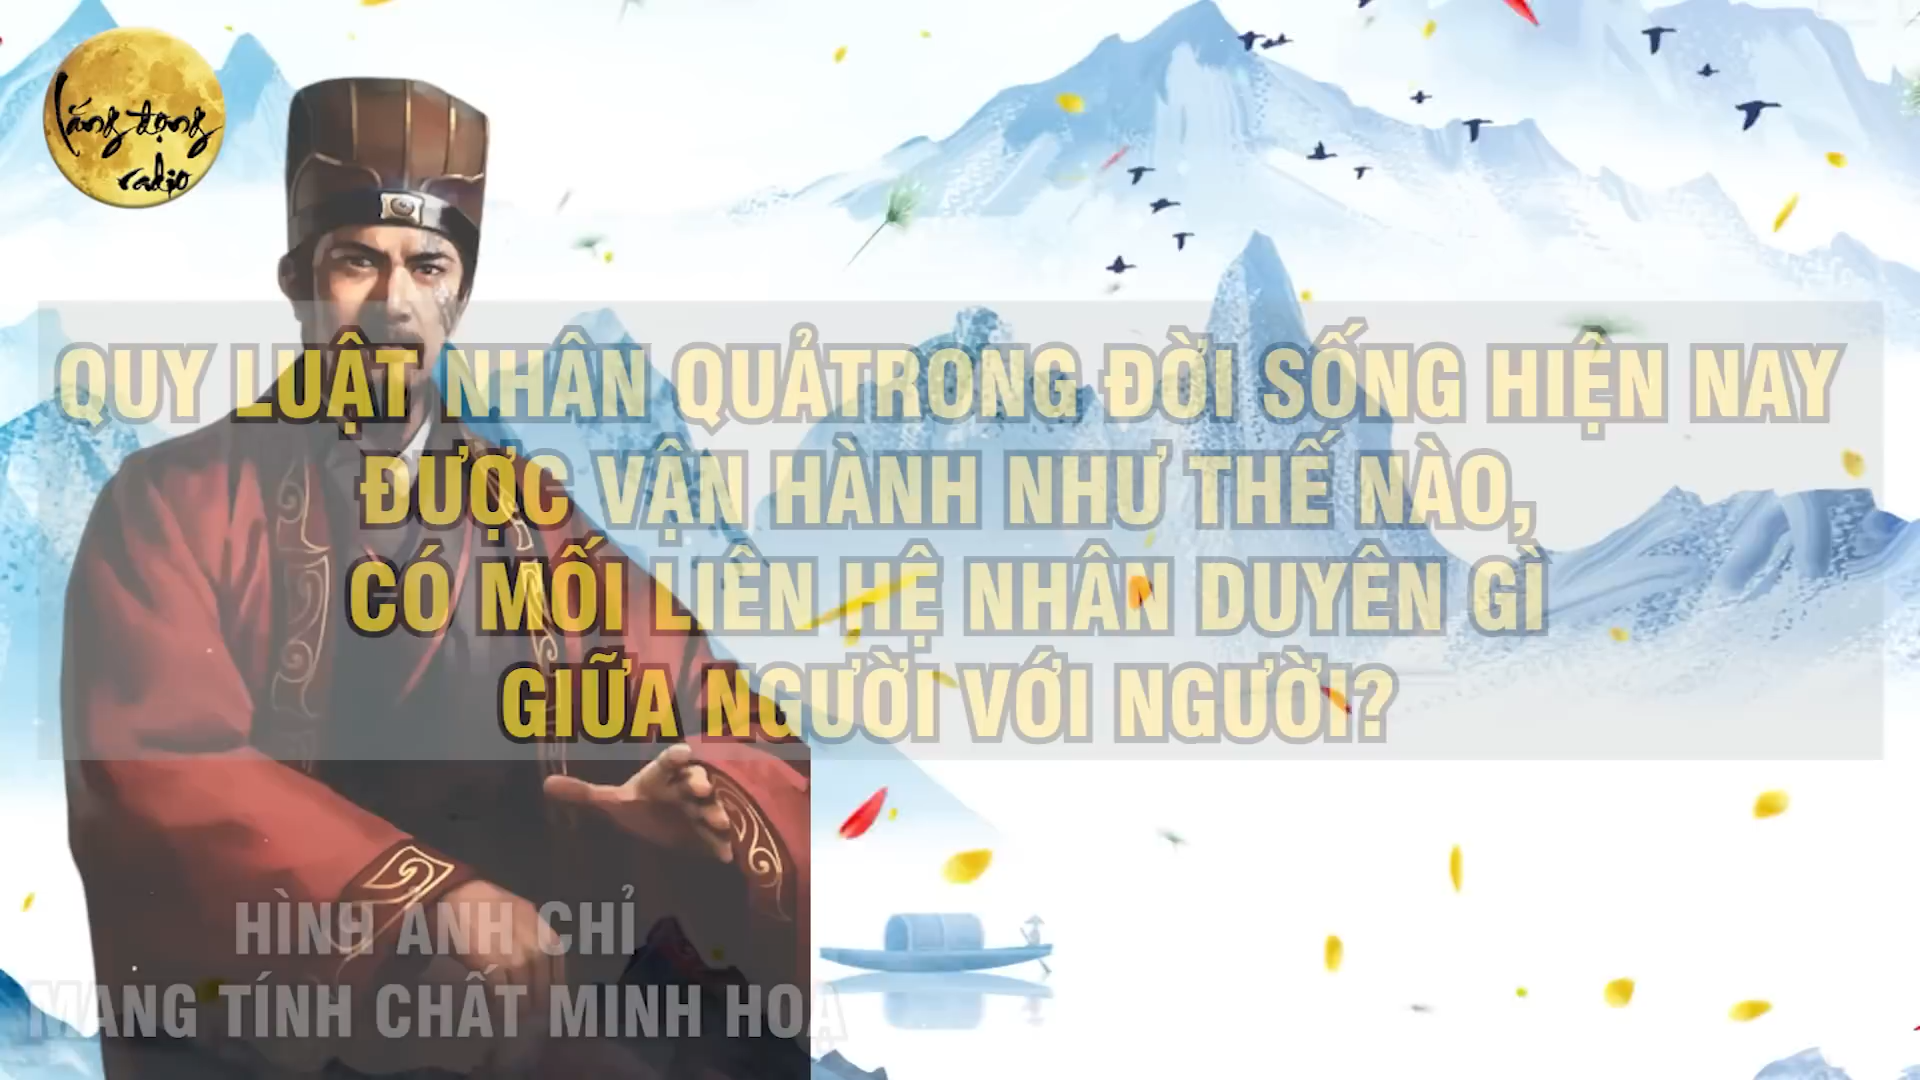 lắng đọng
radio
QUY LUẬT NHÂN QUẢTRONG ĐỜI SỐNG HIỆN NAY
ĐƯỢC VẬN HÀNH NHƯ THẾ NÀO,
CÓ MỐI LIÊN HỆ NHÂN DUYÊN GÌ
GIỮA NGƯỜI VỚI NGƯỜI?
HÌNH ẢNH CHỈ
MANG TÍNH CHẤT MINH HOẠ